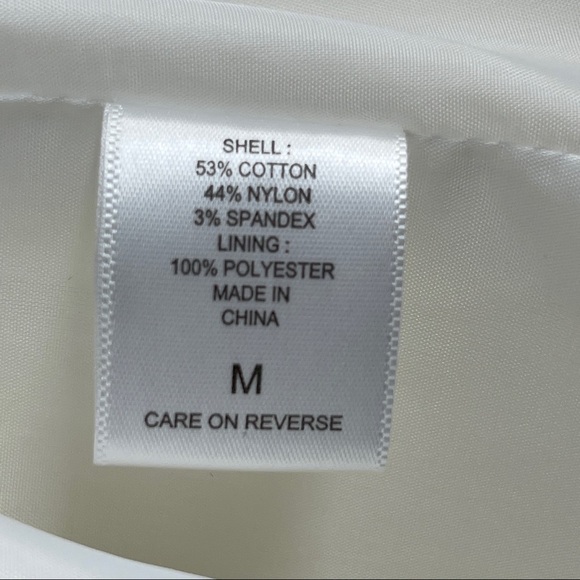 SHELL :
53% COTTON
44% NYLON
3% SPANDEX
LINING :
100% POLYESTER
MADE IN
CHINA
M
CARE ON REVERSE